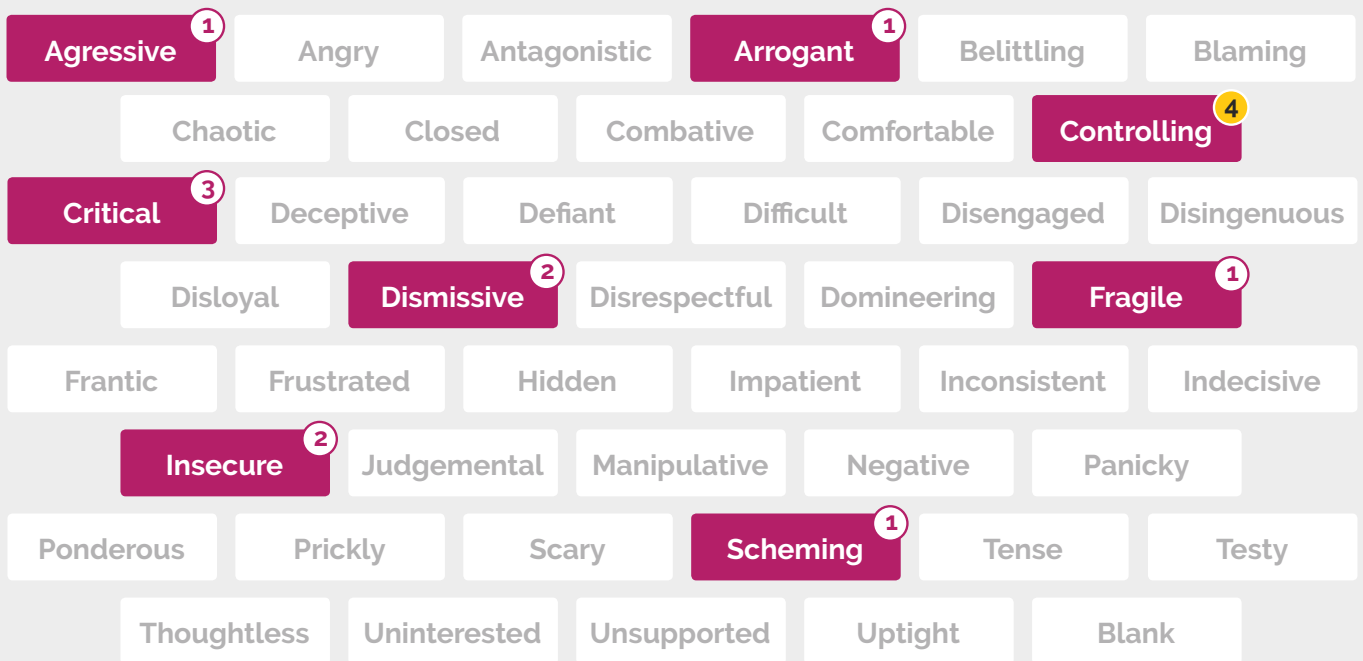 Agressive 1 Angry Antagonistic Arrogant 1 Belittling Blaming
Chaotic Closed Combative Comfortable Controlling 4
Critical 3 Deceptive Defiant Difficult Disengaged Disingenuous
Disloyal Dismissive 2 Disrespectful Domineering Fragile 1
Frantic Frustrated Hidden Impatient Inconsistent Indecisive
Insecure 2 Judgemental Manipulative Negative Panicky
Ponderous Prickly Scary Scheming 1 Tense Testy
Thoughtless Uninterested Unsupported Uptight Blank